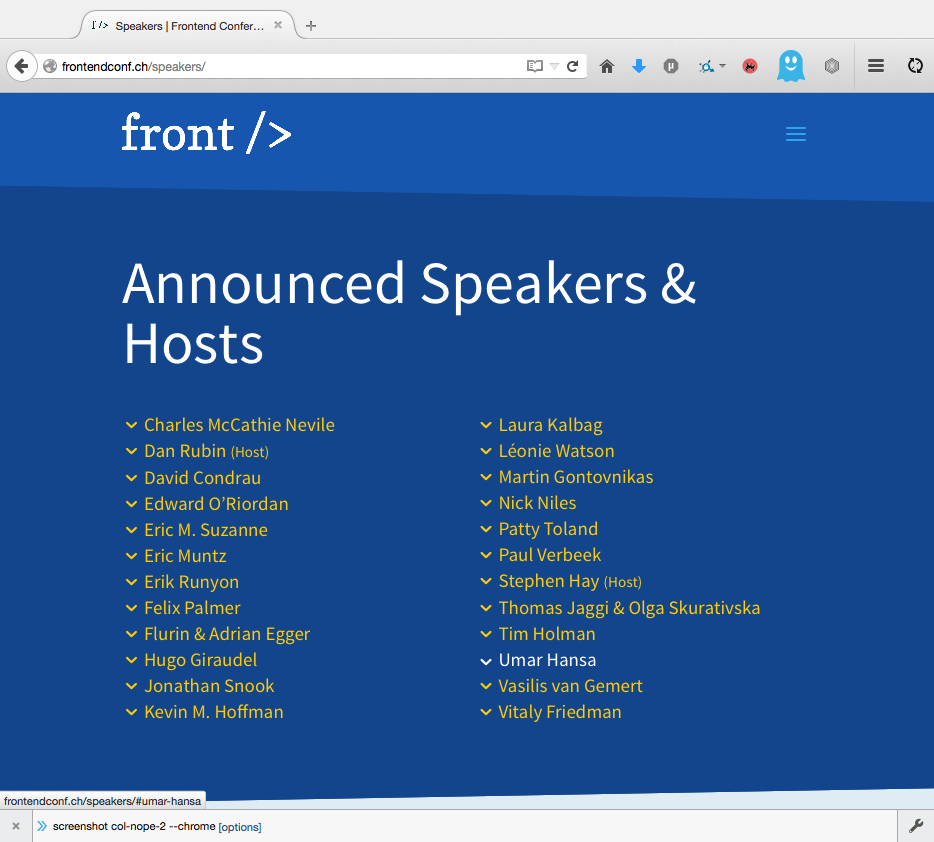 [/> Speakers | Frontend Confer...
frontendconf.ch/speakers/
front />
Announced Speakers &
Hosts
Charles McCathie Nevile
Dan Rubin (Host)
David Condrau
Edward O’Riordan
Eric M. Suzanne
Eric Muntz
Erik Runyon
Felix Palmer
Flurin & Adrian Egger
Hugo Giraudel
Jonathan Snook
Kevin M. Hoffman
Laura Kalbag
Léonie Watson
Martin Gontovnikas
Nick Niles
Patty Toland
Paul Verbeek
Stephen Hay (Host)
Thomas Jaggi & Olga Skurativska
Tim Holman
Umar Hansa
Vasilis van Gemert
Vitaly Friedman
frontendconf.ch/speakers/#umar-hansa
screenshot col-nope-2 --chrome [options]